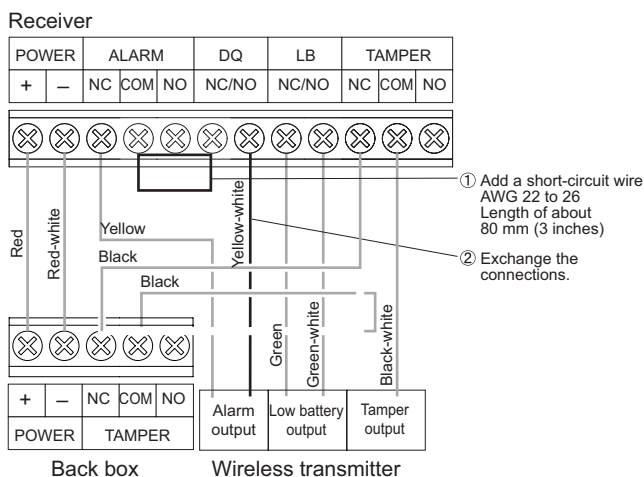 Receiver
POWER ALARM DQ LB TAMPER
+ – NC COM NO NC/NO NC/NO NC COM NO
① Add a short-circuit wire
AWG 22 to 26
Length of about
80 mm (3 inches)
② Exchange the
connections.
Red
Red-white
Yellow
Yellow-white
Black
Black
Green
Green-white
Black-white
+ – NC COM NO
POWER TAMPER
Alarm
output
Low battery
output
Tamper
output
Back box
Wireless transmitter